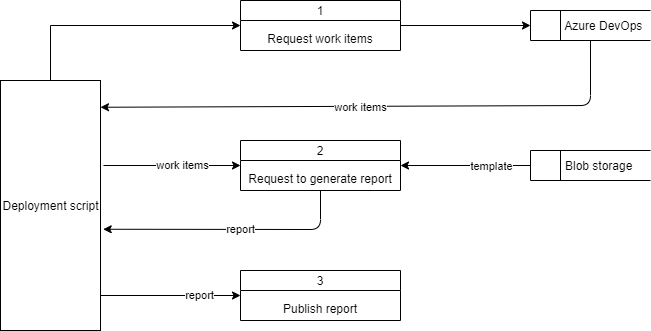 1
Request work items
Azure DevOps
work items
2
Request to generate report
work items
template
Blob storage
Deployment script
report
3
Publish report
report